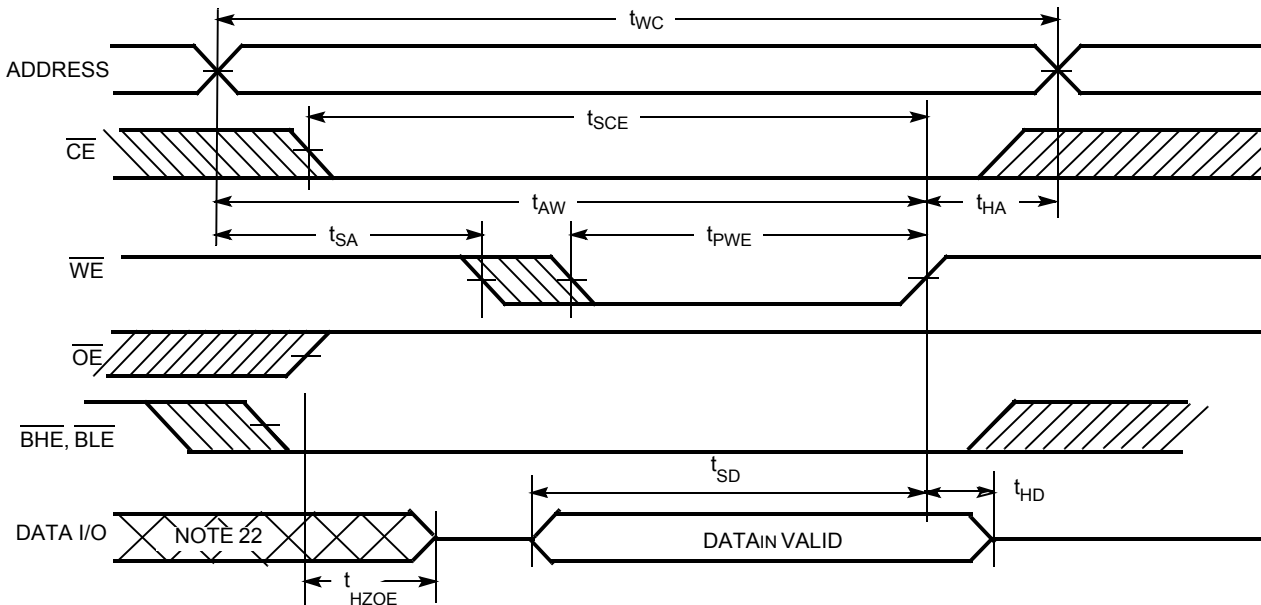 tWC
ADDRESS
tSCE
CE
tAW
tHA
tSA
tPWE
WE
OE
BHE, BLE
tSD
tHD
DATA I/O
NOTE 22
DATAIN VALID
tHZOE